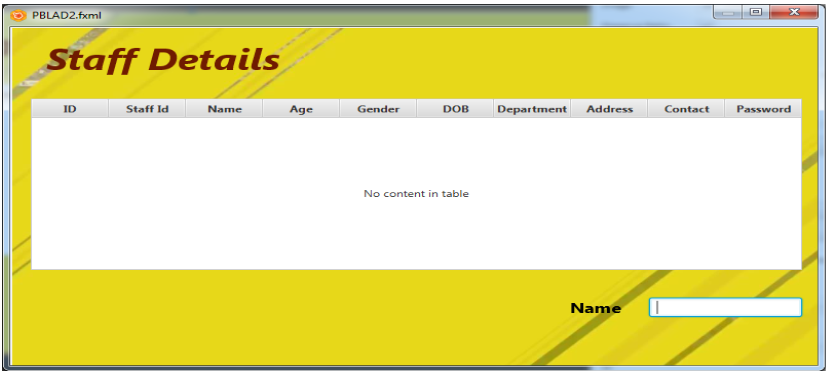 PBLAD2.fxml
Staff Details
ID Staff Id Name Age Gender DOB Department Address Contact Password
No content in table
Name